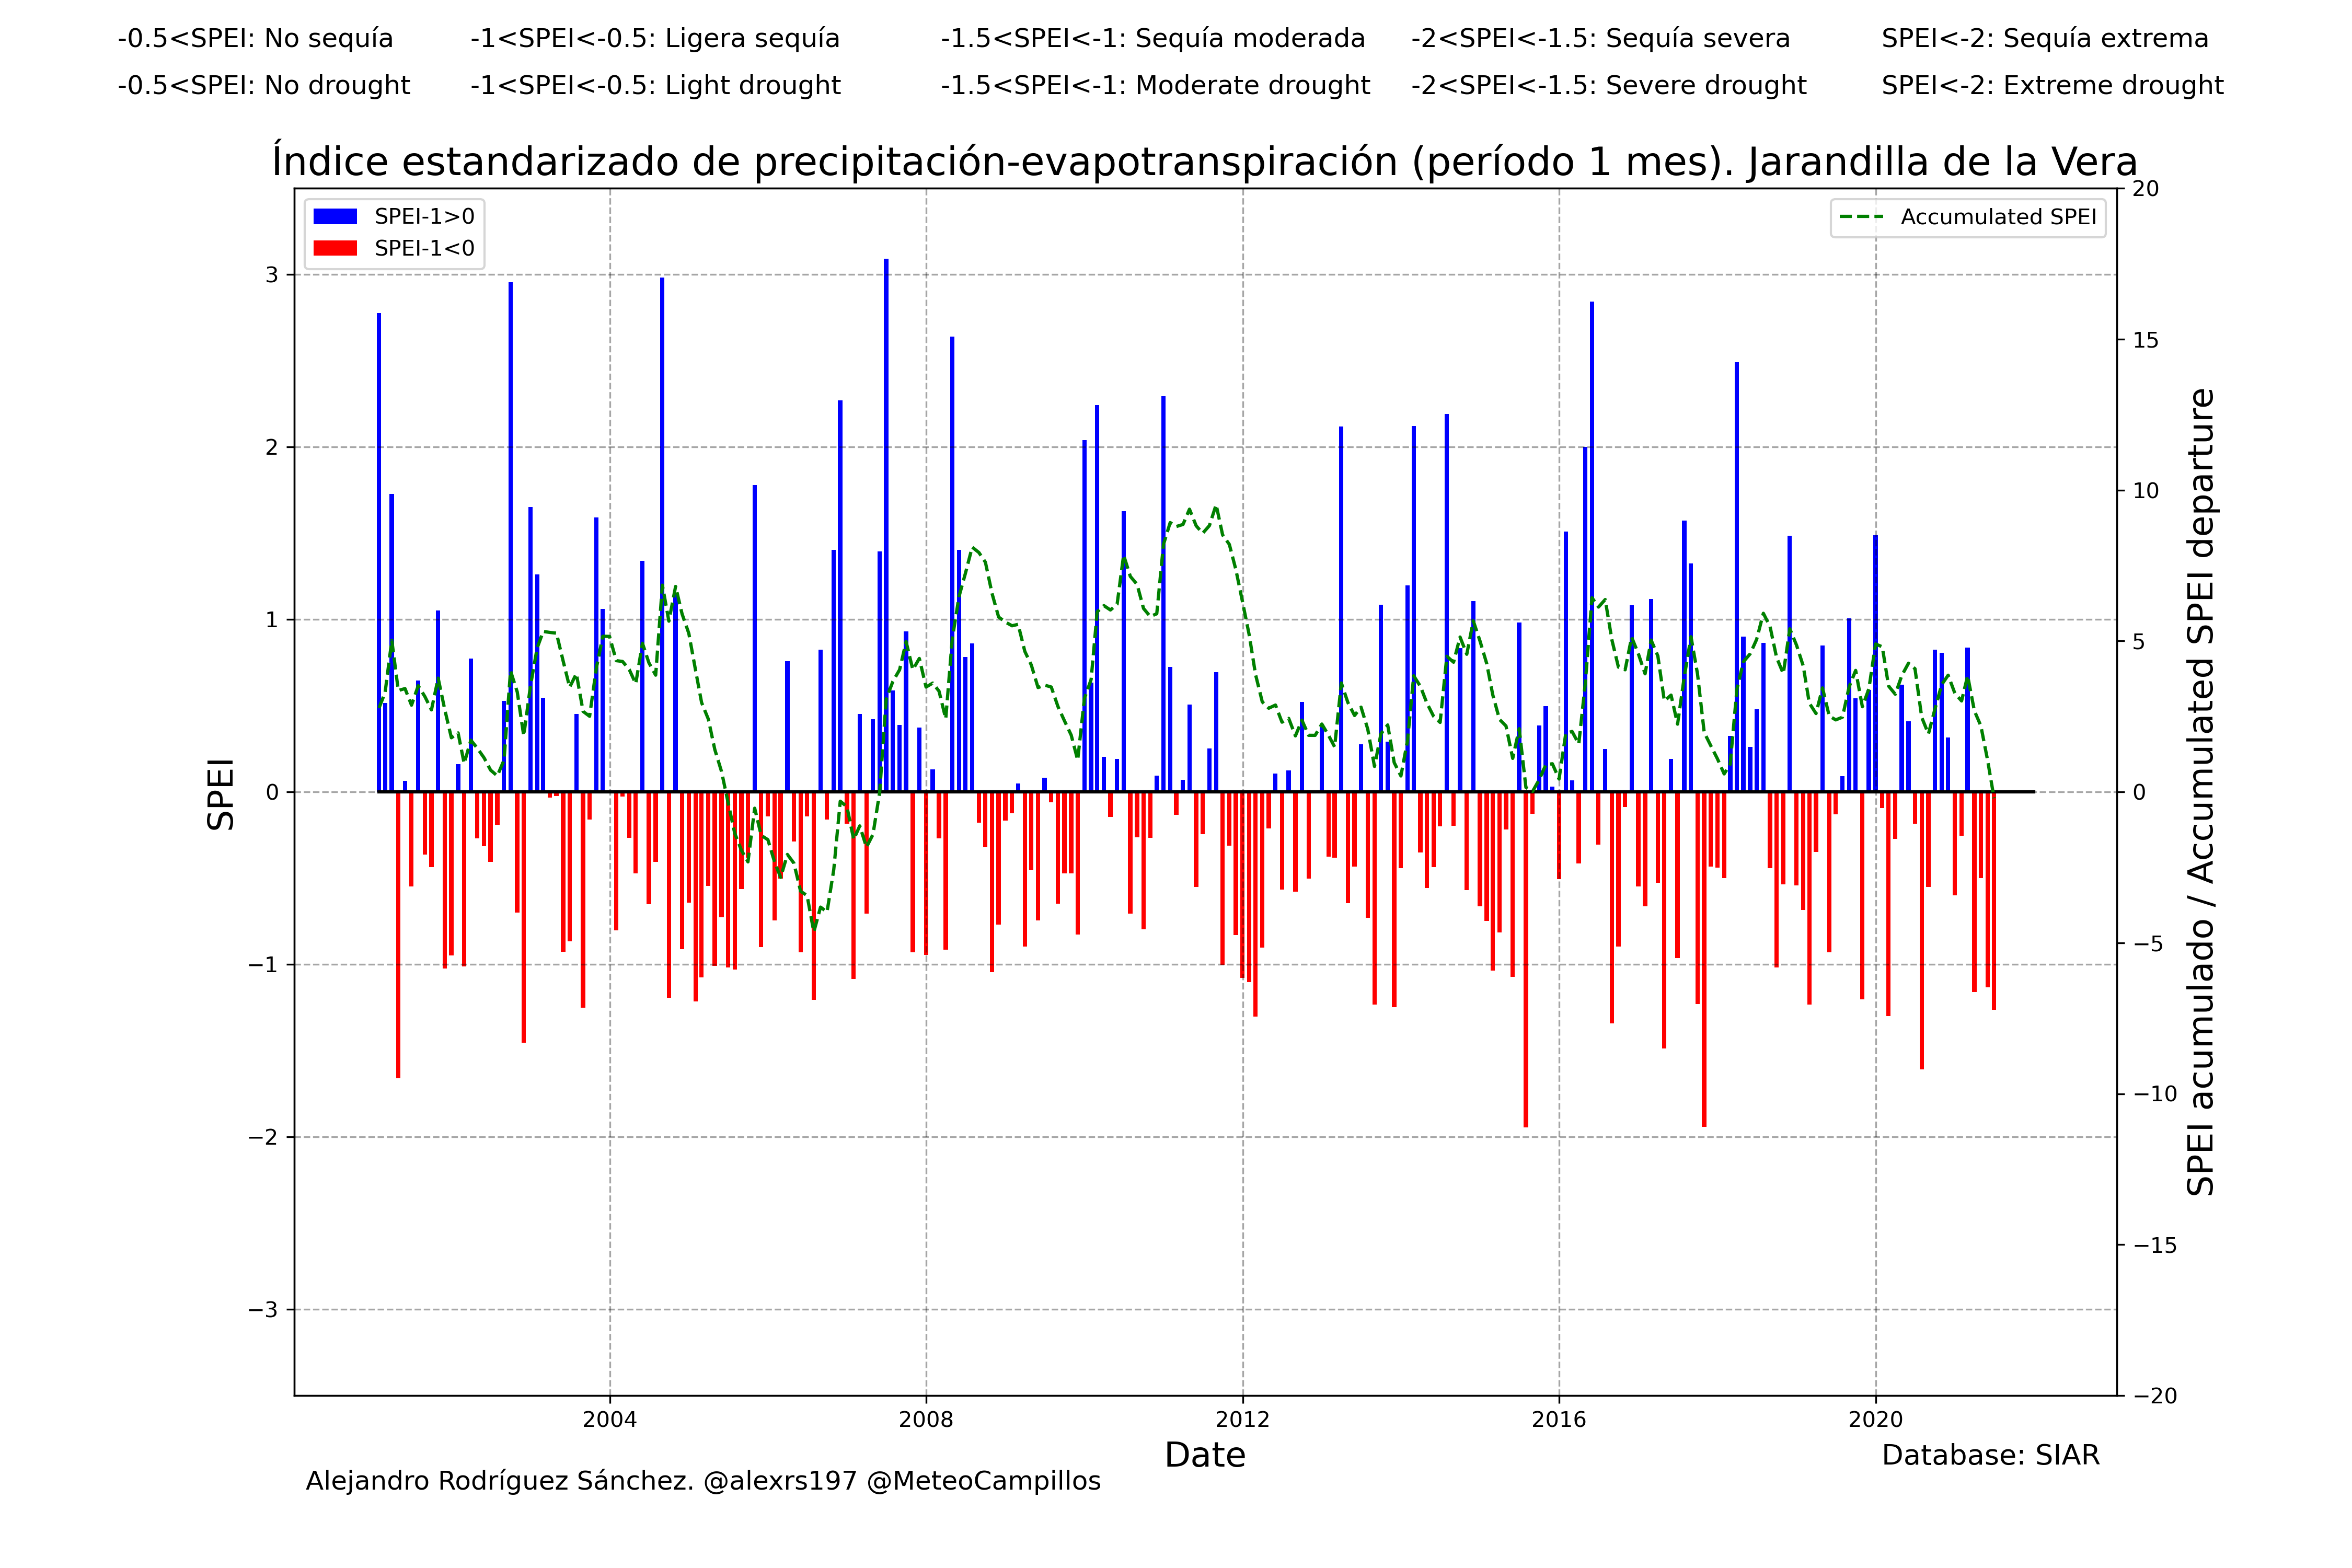 -0.5<SPEI: No sequía -1<SPEI<-0.5: Ligera sequía -1.5<SPEI<-1: Sequía moderada -2<SPEI<-1.5: Sequía severa SPEI<-2: Sequía extrema
-0.5<SPEI: No drought -1<SPEI<-0.5: Light drought -1.5<SPEI<-1: Moderate drought -2<SPEI<-1.5: Severe drought SPEI<-2: Extreme drought
Índice estandarizado de precipitación-evapotranspiración (período 1 mes). Jarandilla de la Vera
SPEI-1>0
SPEI-1<0
Accumulated SPEI
SPEI
3
2
1
0
−1
−2
−3
20
15
10
5
0
−5
−10
−15
−20
SPEI acumulado / Accumulated SPEI departure
2004 2008 2012 2016 2020
Date
Database: SIAR
Alejandro Rodríguez Sánchez. @alexrs197 @MeteoCampillos